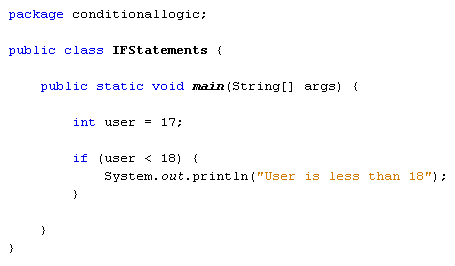 package conditionallogic;
public class IFStatements {
public static void main(String[] args) {
int user = 17;
if (user < 18) {
System.out.println("User is less than 18");
}
}
}